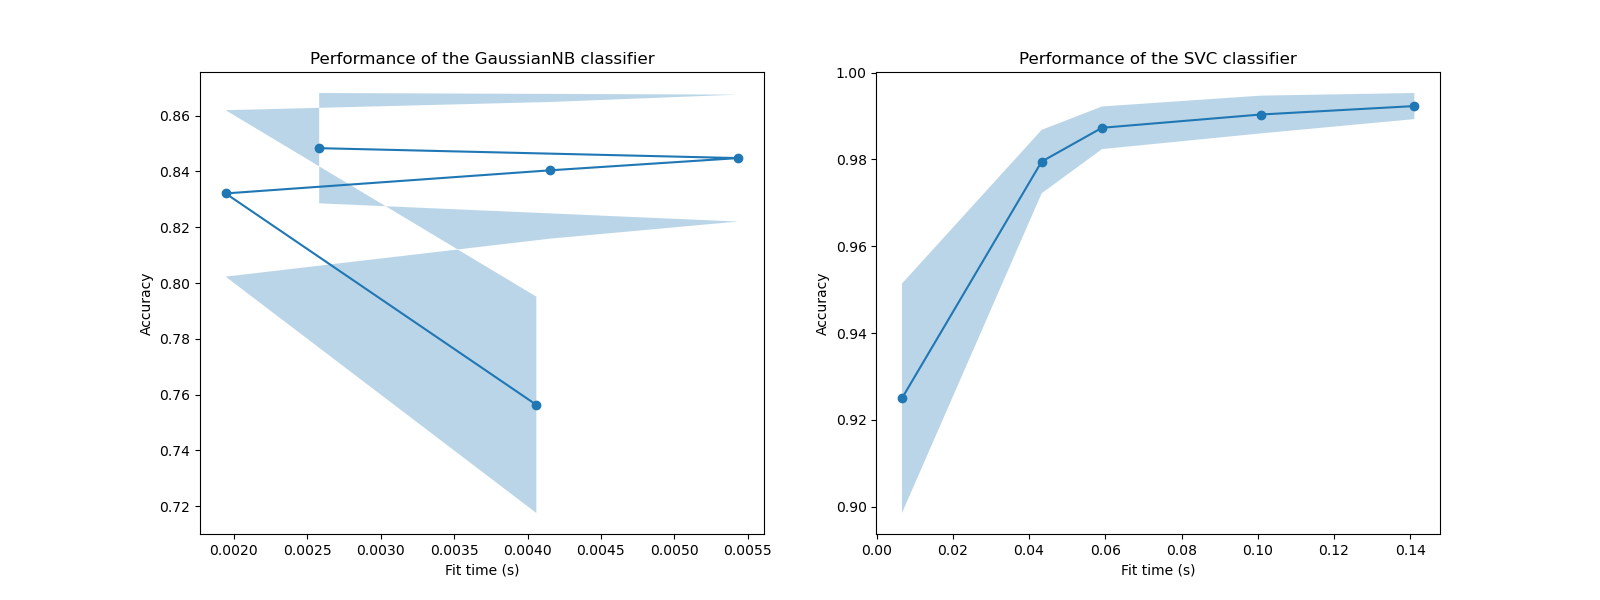 Performance of the GaussianNB classifier
0.86
0.84
0.82
0.80
0.78
0.76
0.74
0.72
Accuracy
0.0020 0.0025 0.0030 0.0035 0.0040 0.0045 0.0050 0.0055
Fit time (s)
Performance of the SVC classifier
1.00
0.98
0.96
0.94
0.92
0.90
Accuracy
0.00 0.02 0.04 0.06 0.08 0.10 0.12 0.14
Fit time (s)